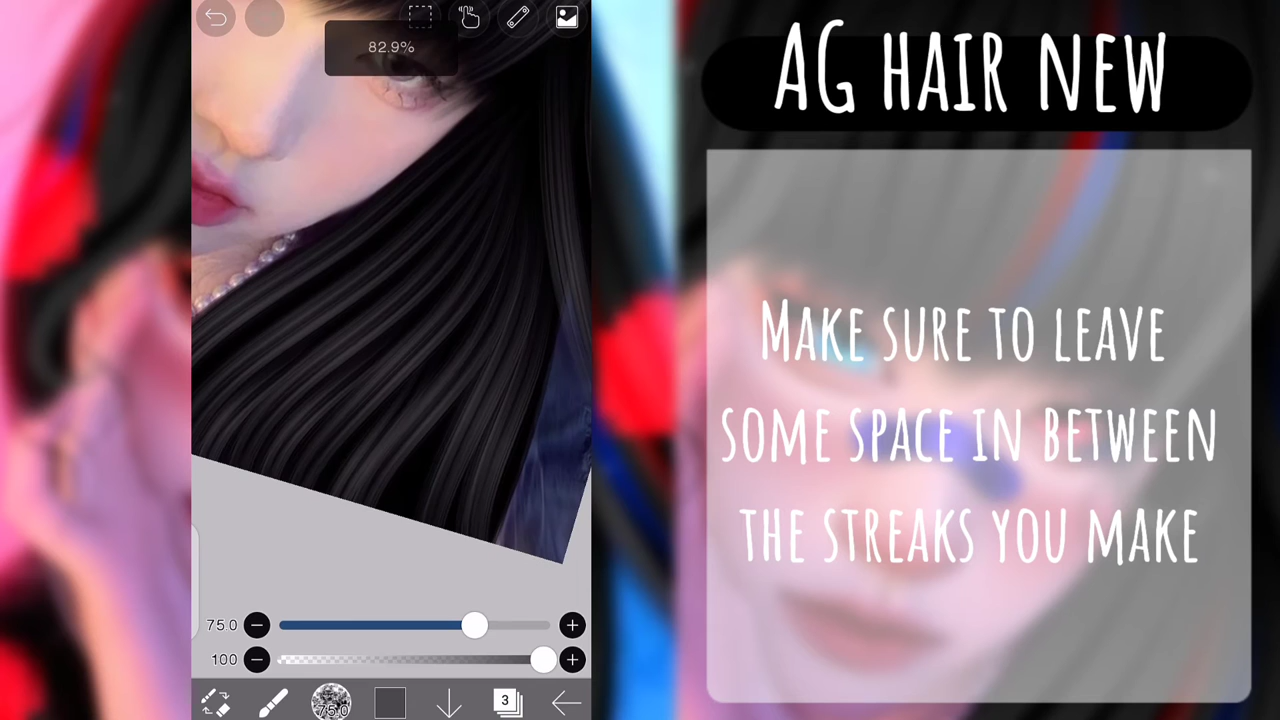 82.9%
AG HAIR NEW
MAKE SURE TO LEAVE
SOME SPACE IN BETWEEN
THE STREAKS YOU MAKE
75.0
100
75.0
3